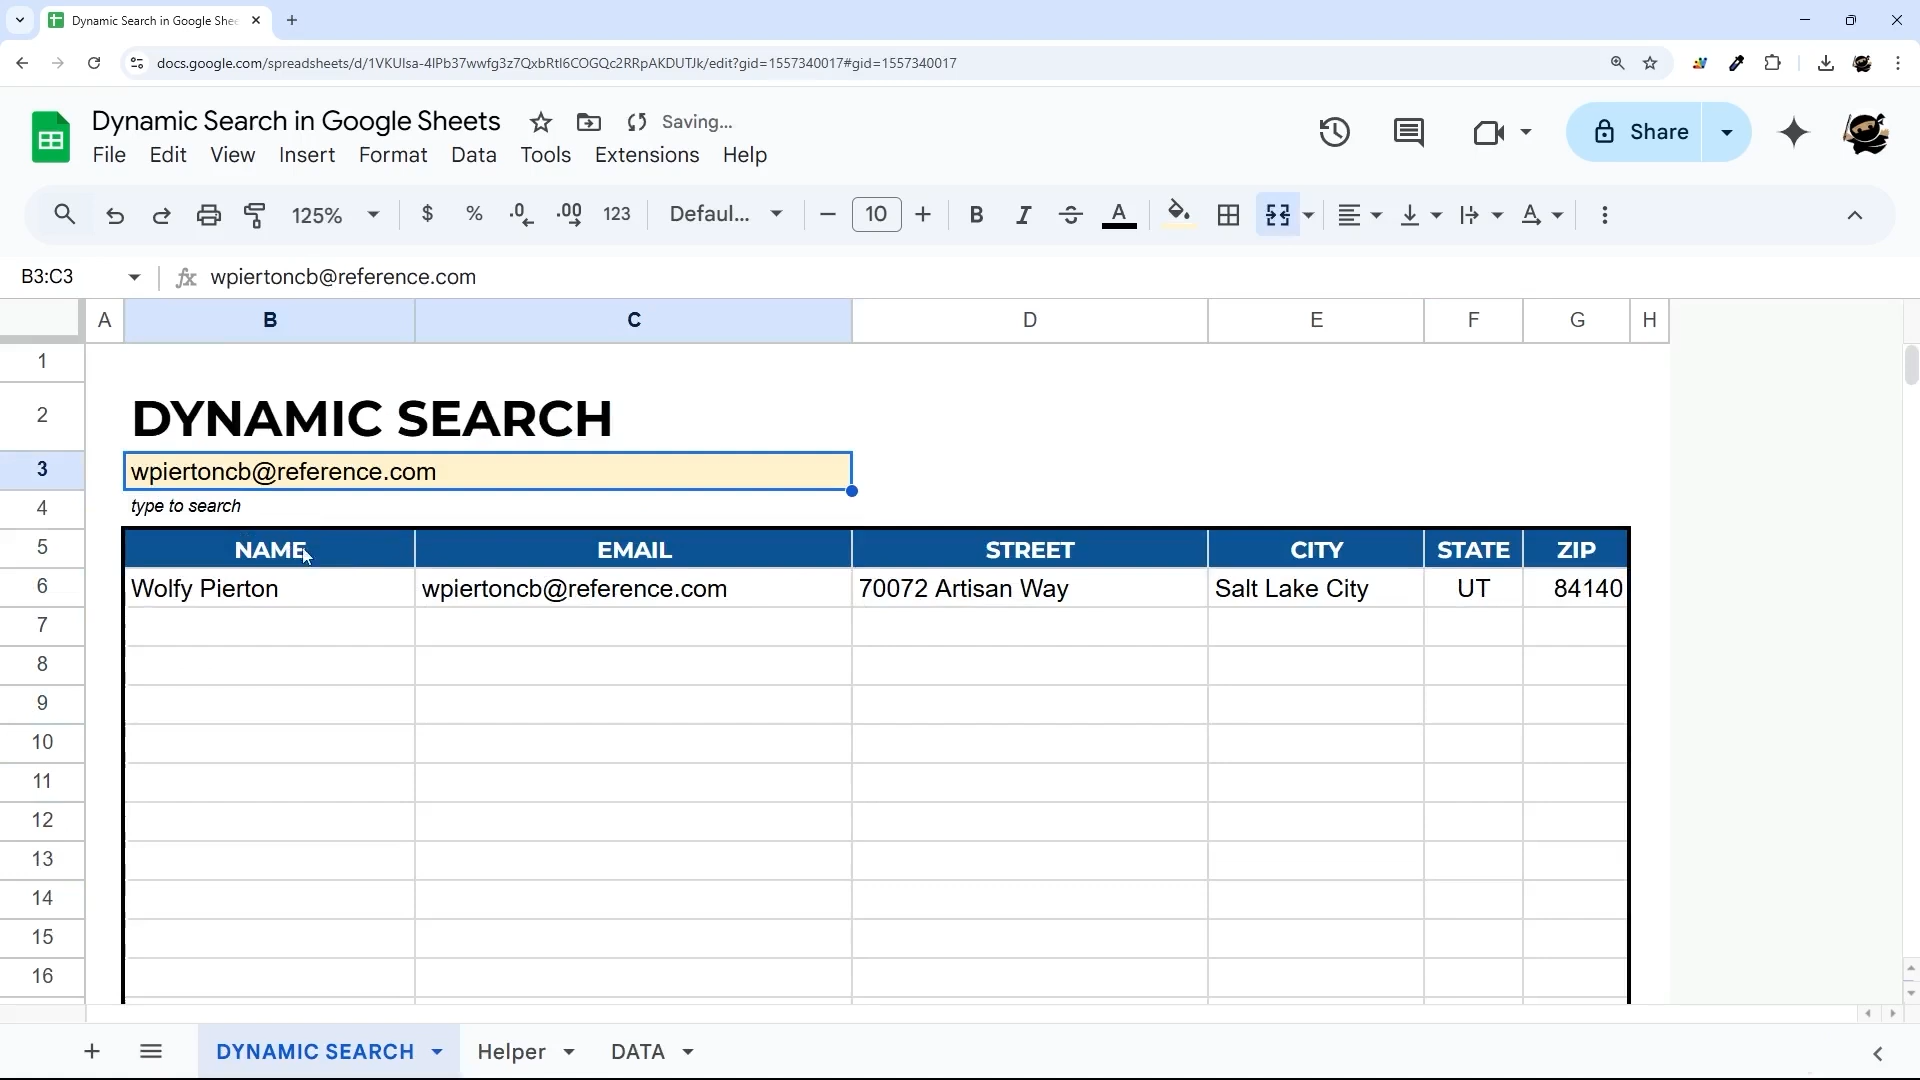 Dynamic Search in Google Shee
docs.google.com/spreadsheets/d/1VKUlsa-4lPb37wwfg3z7QxbRtl6COGQc2RRpAKDUTJk/edit?gid=1557340017#gid=1557340017
Dynamic Search in Google Sheets Saving...
File Edit View Insert Format Data Tools Extensions Help
Share
125% $ % .0 .00 123 Defaul... 10 B I A
B3:C3 fx wpiertoncb@reference.com
A B C D E F G H
1
2 DYNAMIC SEARCH
3 wpiertoncb@reference.com
4 type to search
5 NAME EMAIL STREET CITY STATE ZIP
6 Wolfy Pierton wpiertoncb@reference.com 70072 Artisan Way Salt Lake City UT 84140
7
8
9
10
11
12
13
14
15
16
DYNAMIC SEARCH Helper DATA